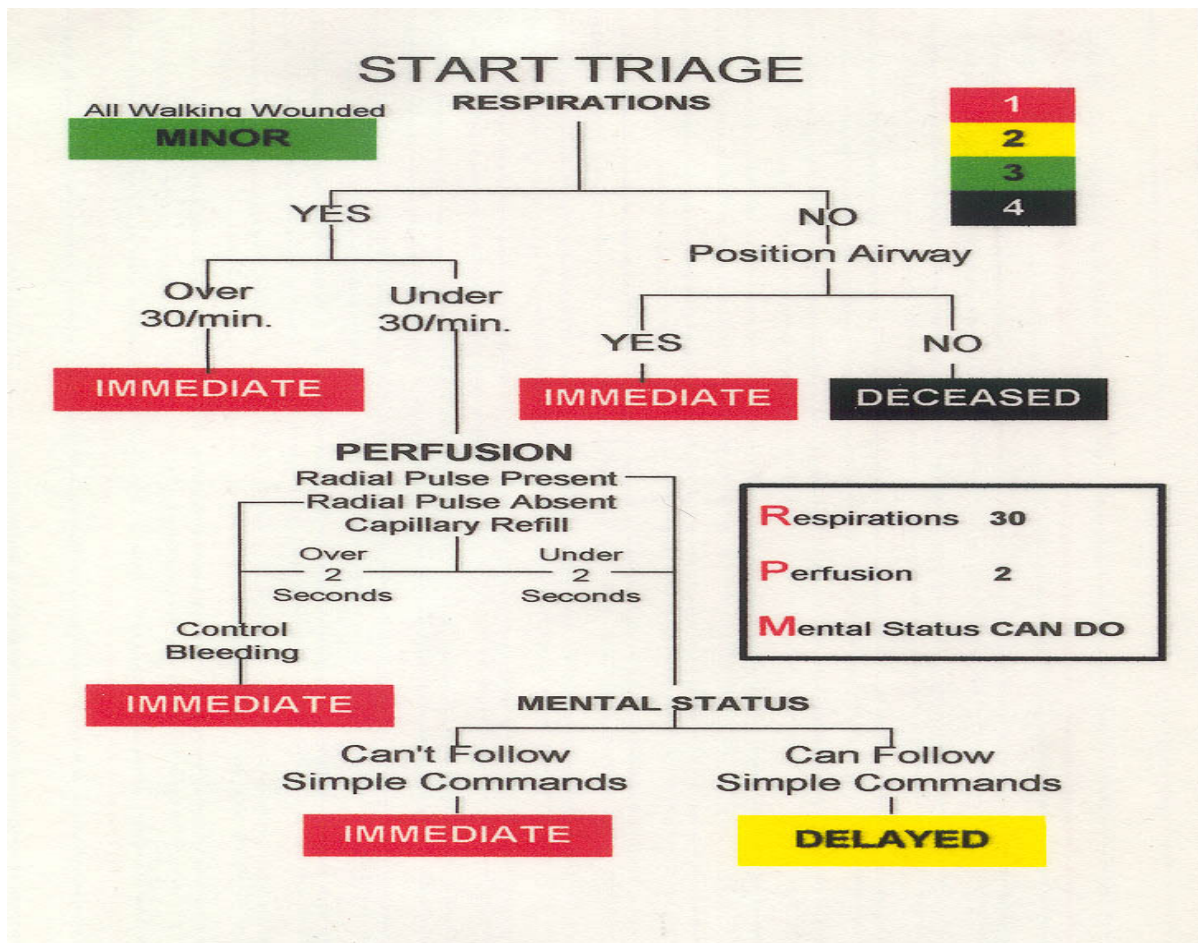 START TRIAGE
RESPIRATIONS
All Walking Wounded
MINOR
1
2
3
4
YES
NO
Position Airway
Over
30/min.
Under
30/min.
YES
NO
IMMEDIATE
IMMEDIATE
DECEASED
PERFUSION
Radial Pulse Present
Radial Pulse Absent
Capillary Refill
Over
2
Seconds
Under
2
Seconds
Respirations 30
Perfusion 2
Mental Status CAN DO
Control
Bleeding
IMMEDIATE
MENTAL STATUS
Can't Follow
Simple Commands
Can Follow
Simple Commands
IMMEDIATE
DELAYED